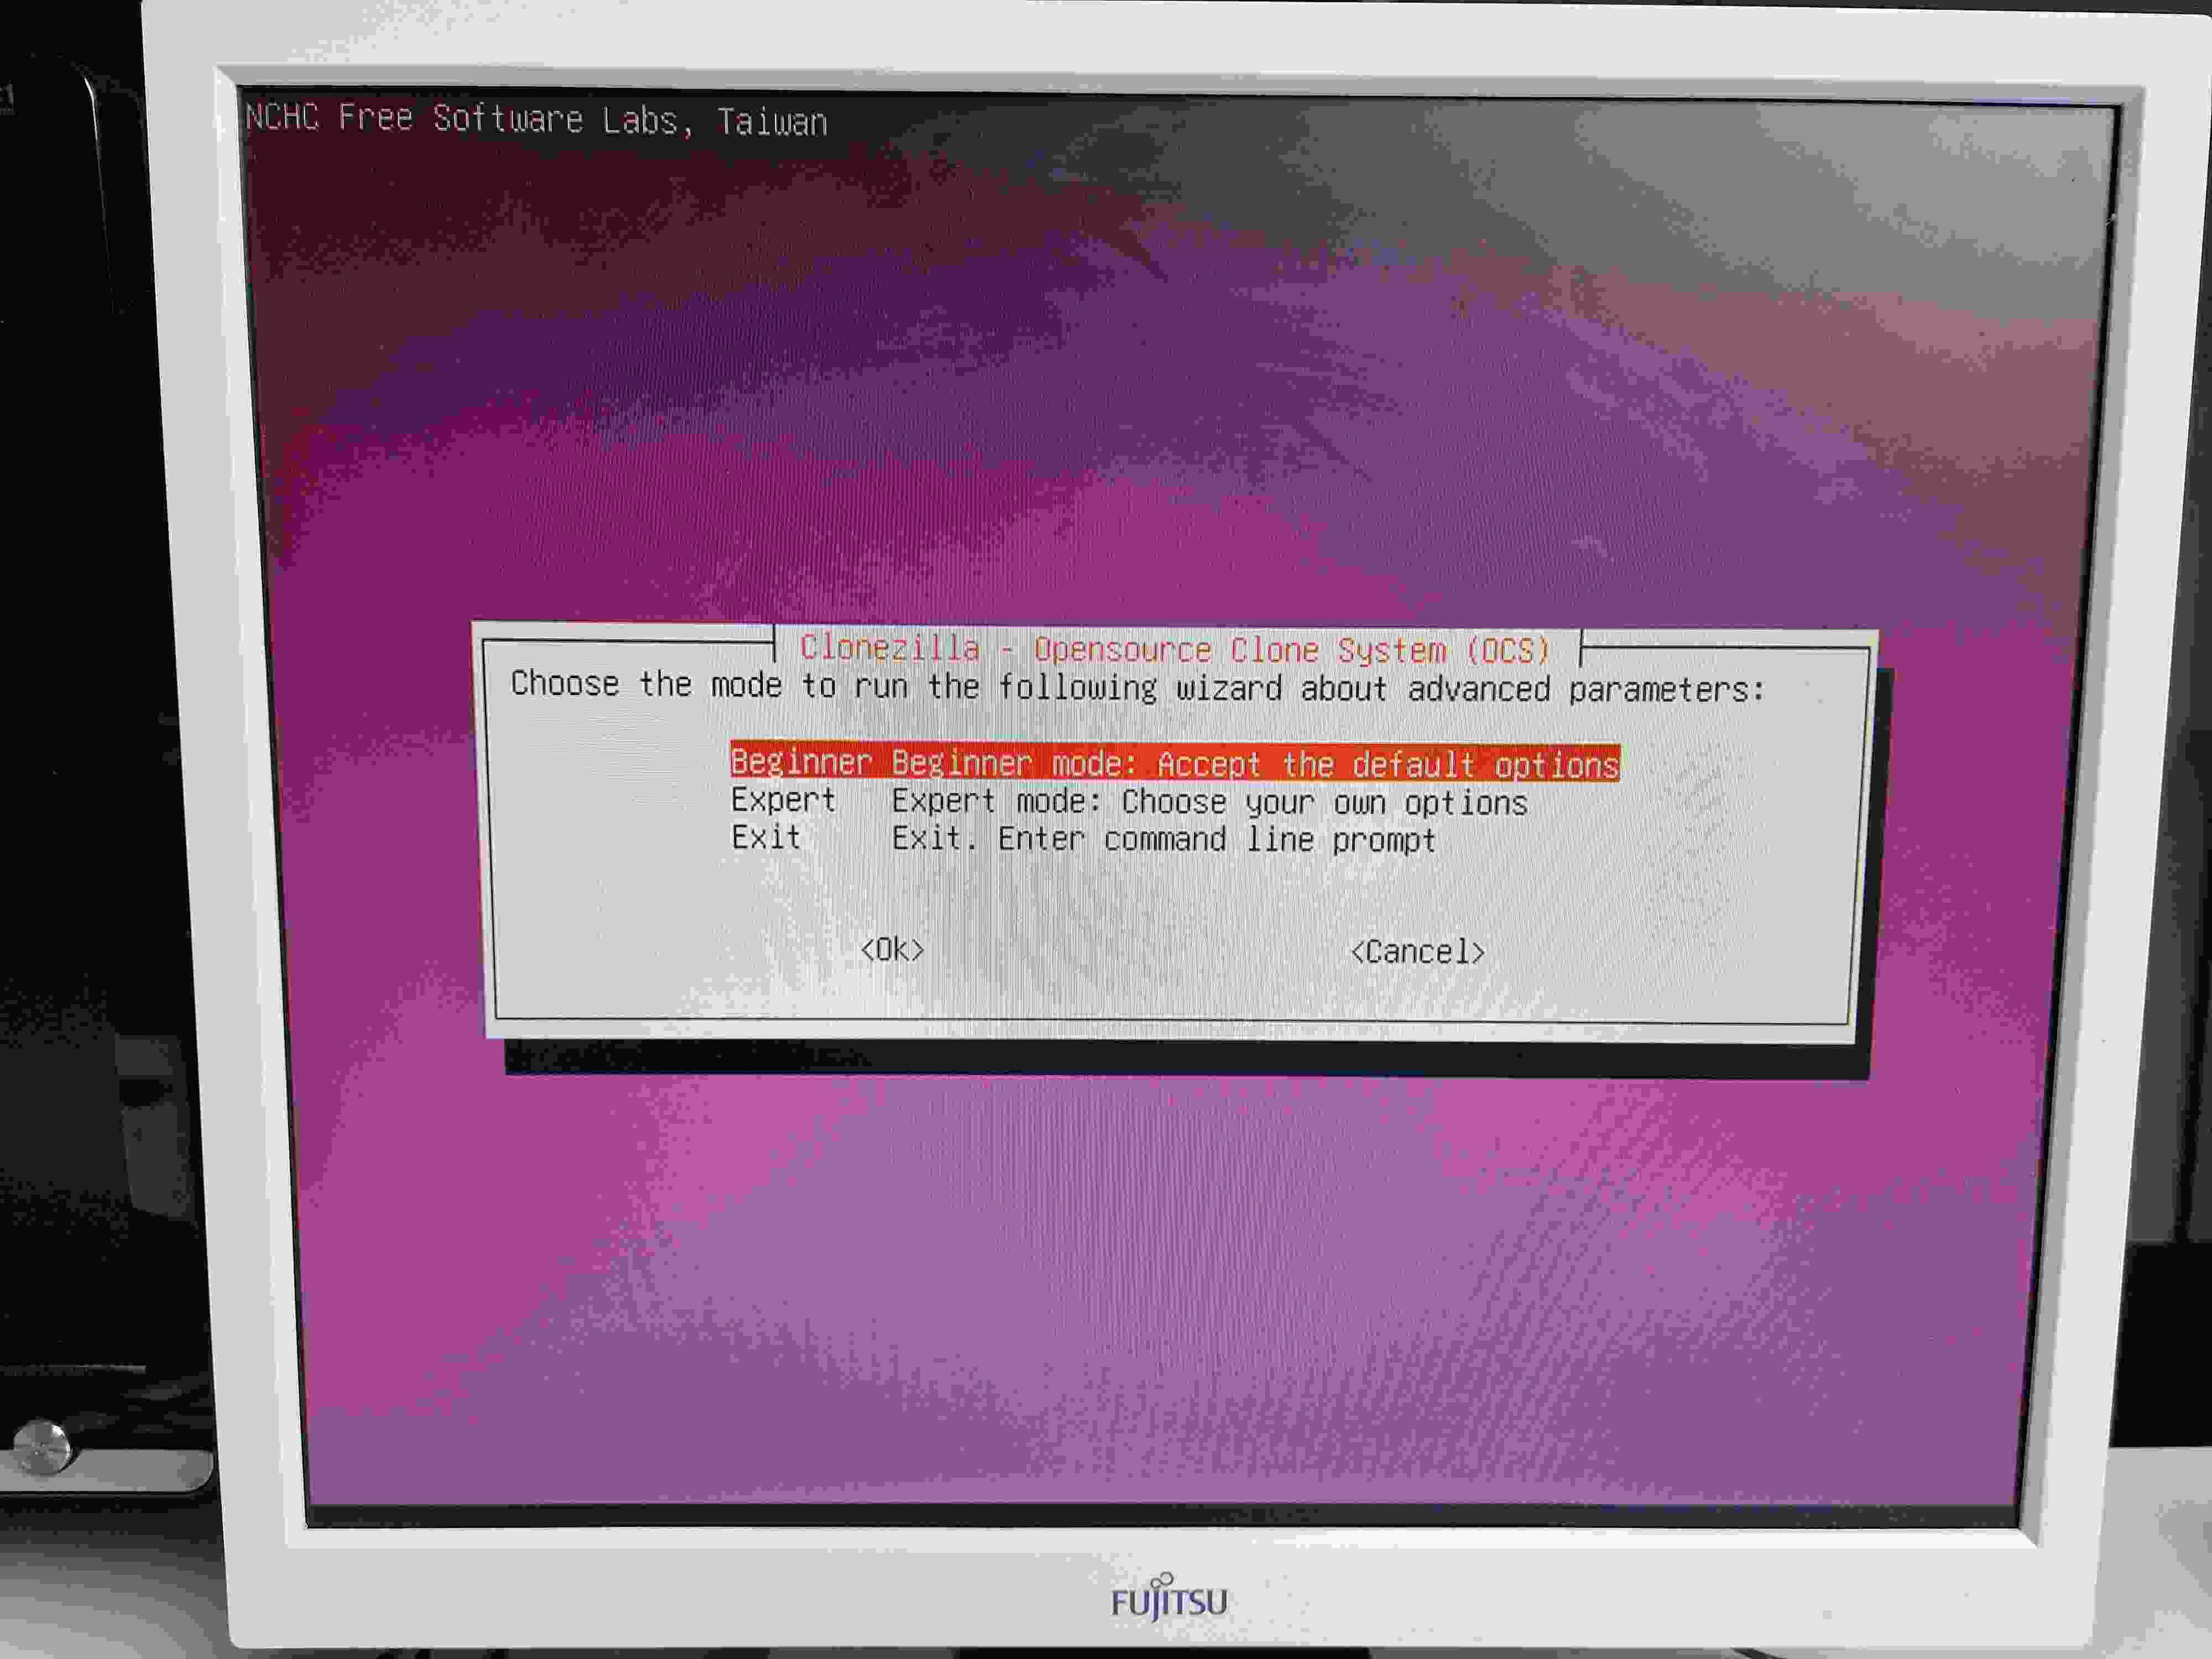 NCHC Free Software Labs, Taiwan
Clonezilla - Opensource Clone System (OCS)
Choose the mode to run the following wizard about advanced parameters:
Beginner Beginner mode: Accept the default options
Expert Expert mode: Choose your own options
Exit Exit. Enter command line prompt
<Ok> <Cancel>
FUJITSU